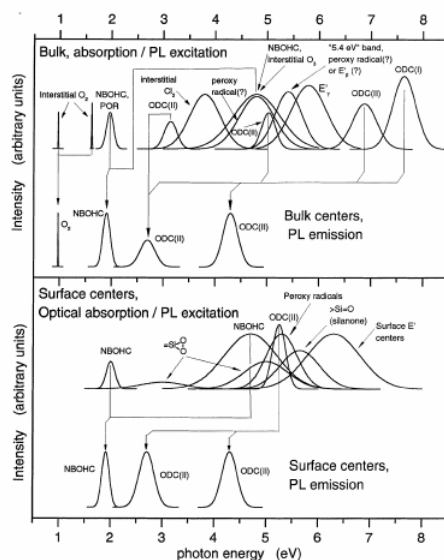 1 2 3 4 5 6 7 8
Bulk, absorption / PL excitation
NBOHC,
interstitial O₂
"5.4 eV" band,
peroxy radical(?)
or E'β (?)
Interstitial O₂
NBOHC,
POR
interstitial
Cl₂
peroxy
radical(?)
ODC(II)
ODC(II)
E'γ
ODC(II)
ODC(I)
Intensity (arbitrary units)
O₂
NBOHC
ODC(II)
ODC(II)
Bulk centers,
PL emission
Surface centers,
Optical absorption / PL excitation
NBOHC
=Si
O
O
NBOHC
ODC(II)
Peroxy radicals
>Si=O
(silanone)
Surface E'
centers
Intensity (arbitrary units)
NBOHC
ODC(II)
ODC(II)
Surface centers,
PL emission
1 2 3 4 5 6 7 8
photon energy (eV)